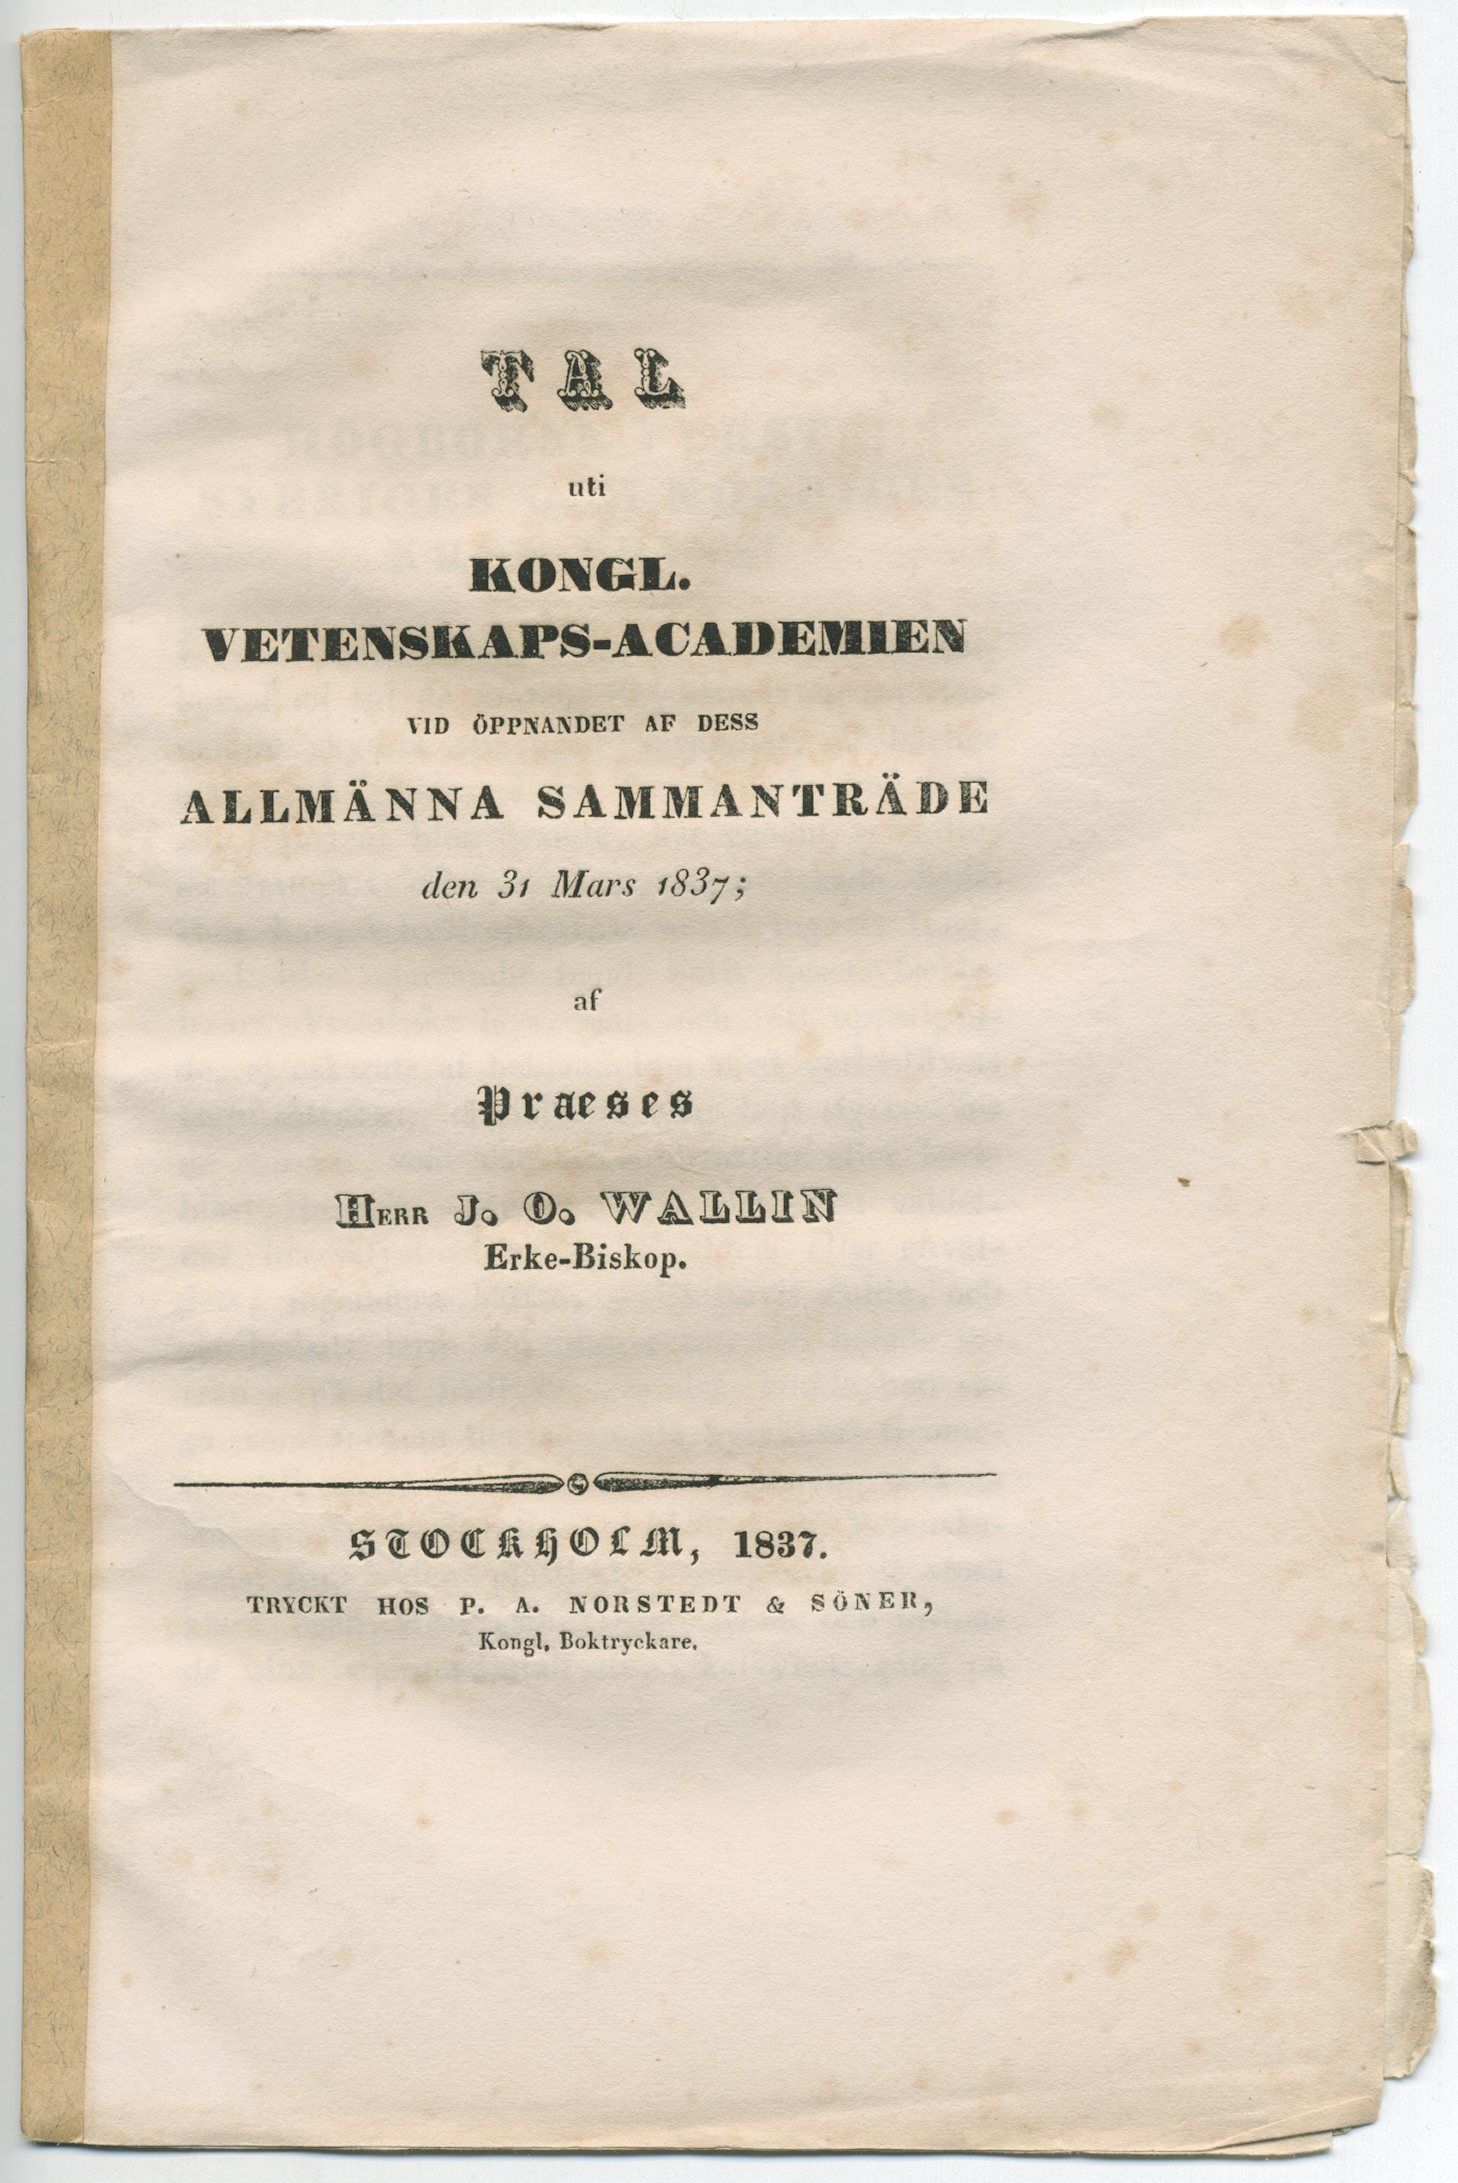 TAL
uti
KONGL.
VETENSKAPS-ACADEMIEN
VID ÖPPNANDET AF DESS
ALLMÄNNA SAMMANTRÄDE
den 31 Mars 1837;
af
Praeses
HERR J. O. WALLIN
Erke-Biskop.
STOCKHOLM, 1837.
TRYCKT HOS P. A. NORSTEDT & SÖNER,
Kongl. Boktryckare.